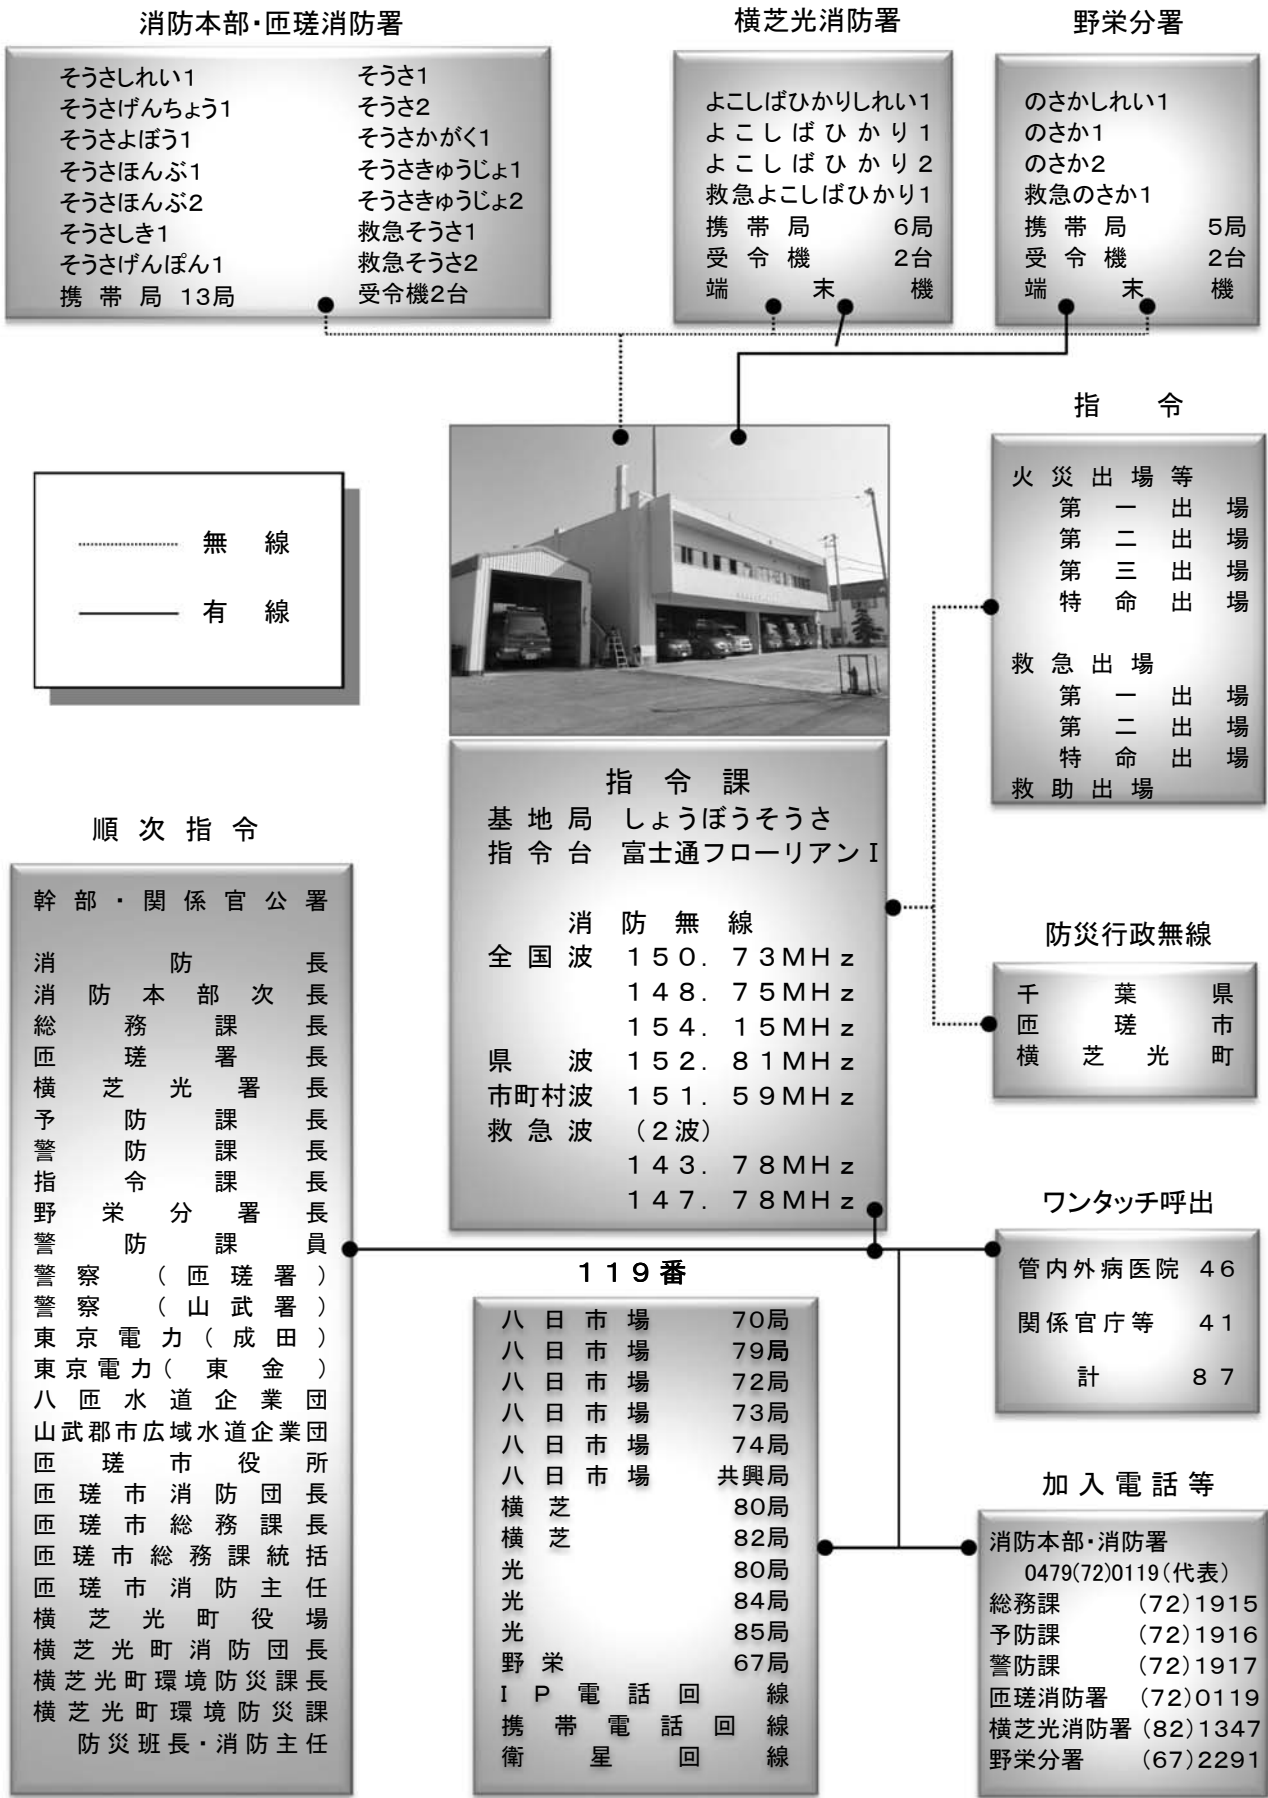 消防本部・匝瑳消防署
そうさしれい1
そうさげんちょう1
そうさよぼう1
そうさほんぶ1
そうさほんぶ2
そうさしき1
そうさげんぽん1
携帯局 13局
そうさ1
そうさ2
そうさかがく1
そうさきゅうじょ1
そうさきゅうじょ2
救急そうさ1
救急そうさ2
受令機2台
横芝光消防署
よこしばひかりしれい1
よこしばひかり1
よこしばひかり2
救急よこしばひかり1
携帯局 6局
受令機 2台
端末機
野栄分署
のさかしれい1
のさか1
のさか2
救急のさか1
携帯局 5局
受令機 2台
端末機
無線
有線
指令
火災出場等
第一出場
第二出場
第三出場
特命出場
救急出場
第一出場
第二出場
特命出場
救助出場
指令課
基地局 しょうぼうそうさ
指令台 富士通フローリアンⅠ
消防無線
全国波 150.73MHz
148.75MHz
154.15MHz
県波 152.81MHz
市町村波 151.59MHz
救急波 (2波)
143.78MHz
147.78MHz
防災行政無線
千葉県
匝瑳市
横芝光町
順次指令
幹部・関係官公署
消防長
消防本部次長
総務課長
匝瑳署長
横芝光署長
予防課長
警防課長
指令課長
野栄分署長
警防課員
警察(匝瑳署)
警察(山武署)
東京電力(成田)
東京電力(東金)
八匝水道企業団
山武郡市広域水道企業団
匝瑳市役所
匝瑳市消防団長
匝瑳市総務課長
匝瑳市総務課統括
匝瑳市消防主任
横芝光町役場
横芝光町消防団長
横芝光町環境防災課長
横芝光町環境防災課
防災班長・消防主任
119番
八日市場 70局
八日市場 79局
八日市場 72局
八日市場 73局
八日市場 74局
八日市場 共興局
横芝 80局
横芝 82局
光 80局
光 84局
光 85局
野栄 67局
IP電話回線
携帯電話回線
衛星回線
ワンタッチ呼出
管内外病医院 46
関係官庁等 41
計 87
加入電話等
消防本部・消防署
0479(72)0119(代表)
総務課 (72)1915
予防課 (72)1916
警防課 (72)1917
匝瑳消防署 (72)0119
横芝光消防署 (82)1347
野栄分署 (67)2291